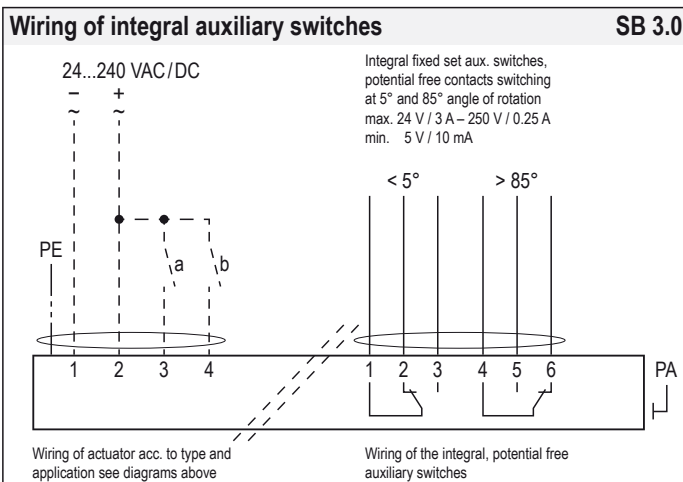 Wiring of integral auxiliary switches SB 3.0
24...240 VAC/DC
– +
~ ~
Integral fixed set aux. switches,
potential free contacts switching
at 5° and 85° angle of rotation
max. 24 V / 3 A – 250 V / 0.25 A
min. 5 V / 10 mA
< 5° > 85°
PE
a b
1 2 3 4 1 2 3 4 5 6 PA
Wiring of actuator acc. to type and
application see diagrams above
Wiring of the integral, potential free
auxiliary switches